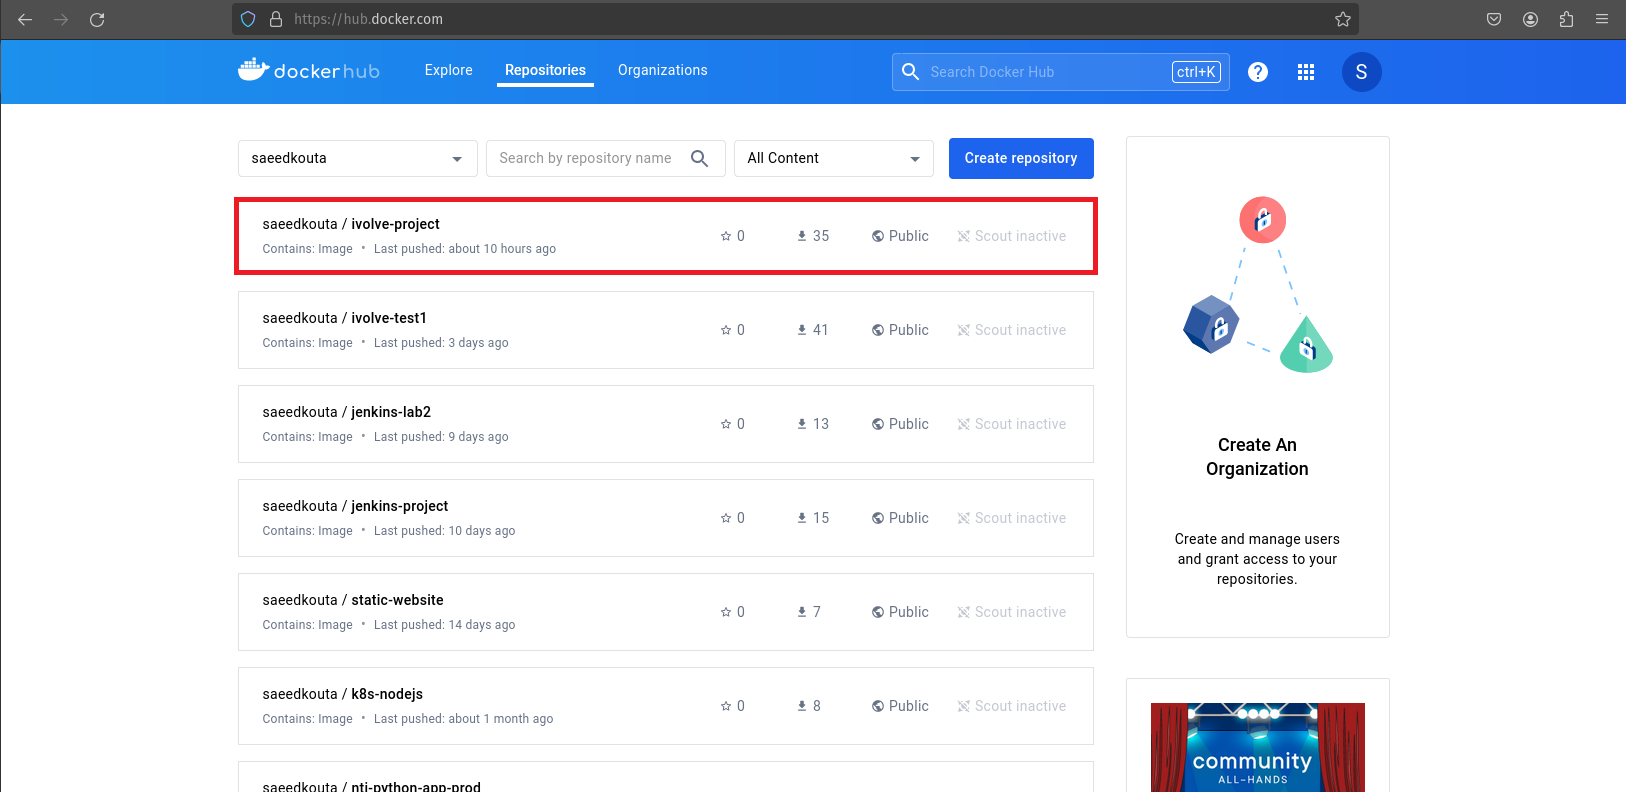 https://hub.docker.com
dockerhub
Explore
Repositories
Organizations
Search Docker Hub
ctrl+K
S
saeedkouta
Search by repository name
All Content
Create repository
saeedkouta / ivolve-project
Contains: Image • Last pushed: about 10 hours ago
0
35
Public
Scout inactive
saeedkouta / ivolve-test1
Contains: Image • Last pushed: 3 days ago
0
41
Public
Scout inactive
saeedkouta / jenkins-lab2
Contains: Image • Last pushed: 9 days ago
0
13
Public
Scout inactive
saeedkouta / jenkins-project
Contains: Image • Last pushed: 10 days ago
0
15
Public
Scout inactive
saeedkouta / static-website
Contains: Image • Last pushed: 14 days ago
0
7
Public
Scout inactive
saeedkouta / k8s-nodejs
Contains: Image • Last pushed: about 1 month ago
0
8
Public
Scout inactive
saeedkouta / nti-python-app-prod
Create An
Organization
Create and manage users
and grant access to your
repositories.
community
ALL-HANDS